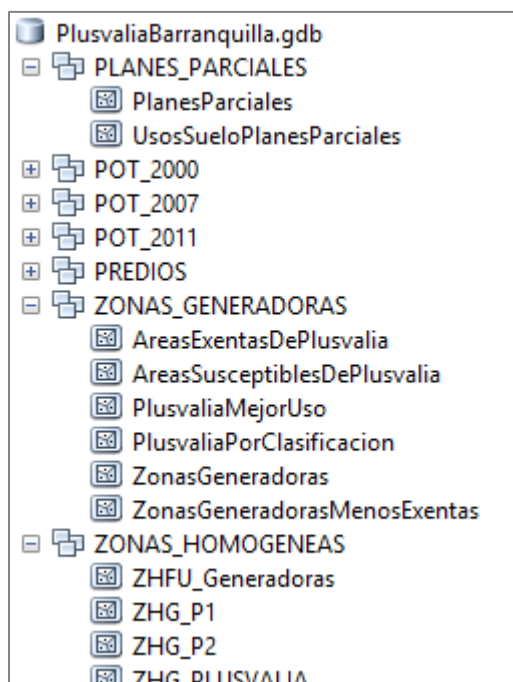 PlusvaliaBarranquilla.gdb
PLANES_PARCIALES
PlanesParciales
UsosSueloPlanesParciales
POT_2000
POT_2007
POT_2011
PREDIOS
ZONAS_GENERADORAS
AreasExentasDePlusvalia
AreasSusceptiblesDePlusvalia
PlusvaliaMejorUso
PlusvaliaPorClasificacion
ZonasGeneradoras
ZonasGeneradorasMenosExentas
ZONAS_HOMOGENEAS
ZHFU_Generadoras
ZHG_P1
ZHG_P2
ZHG_PLUSVALIA